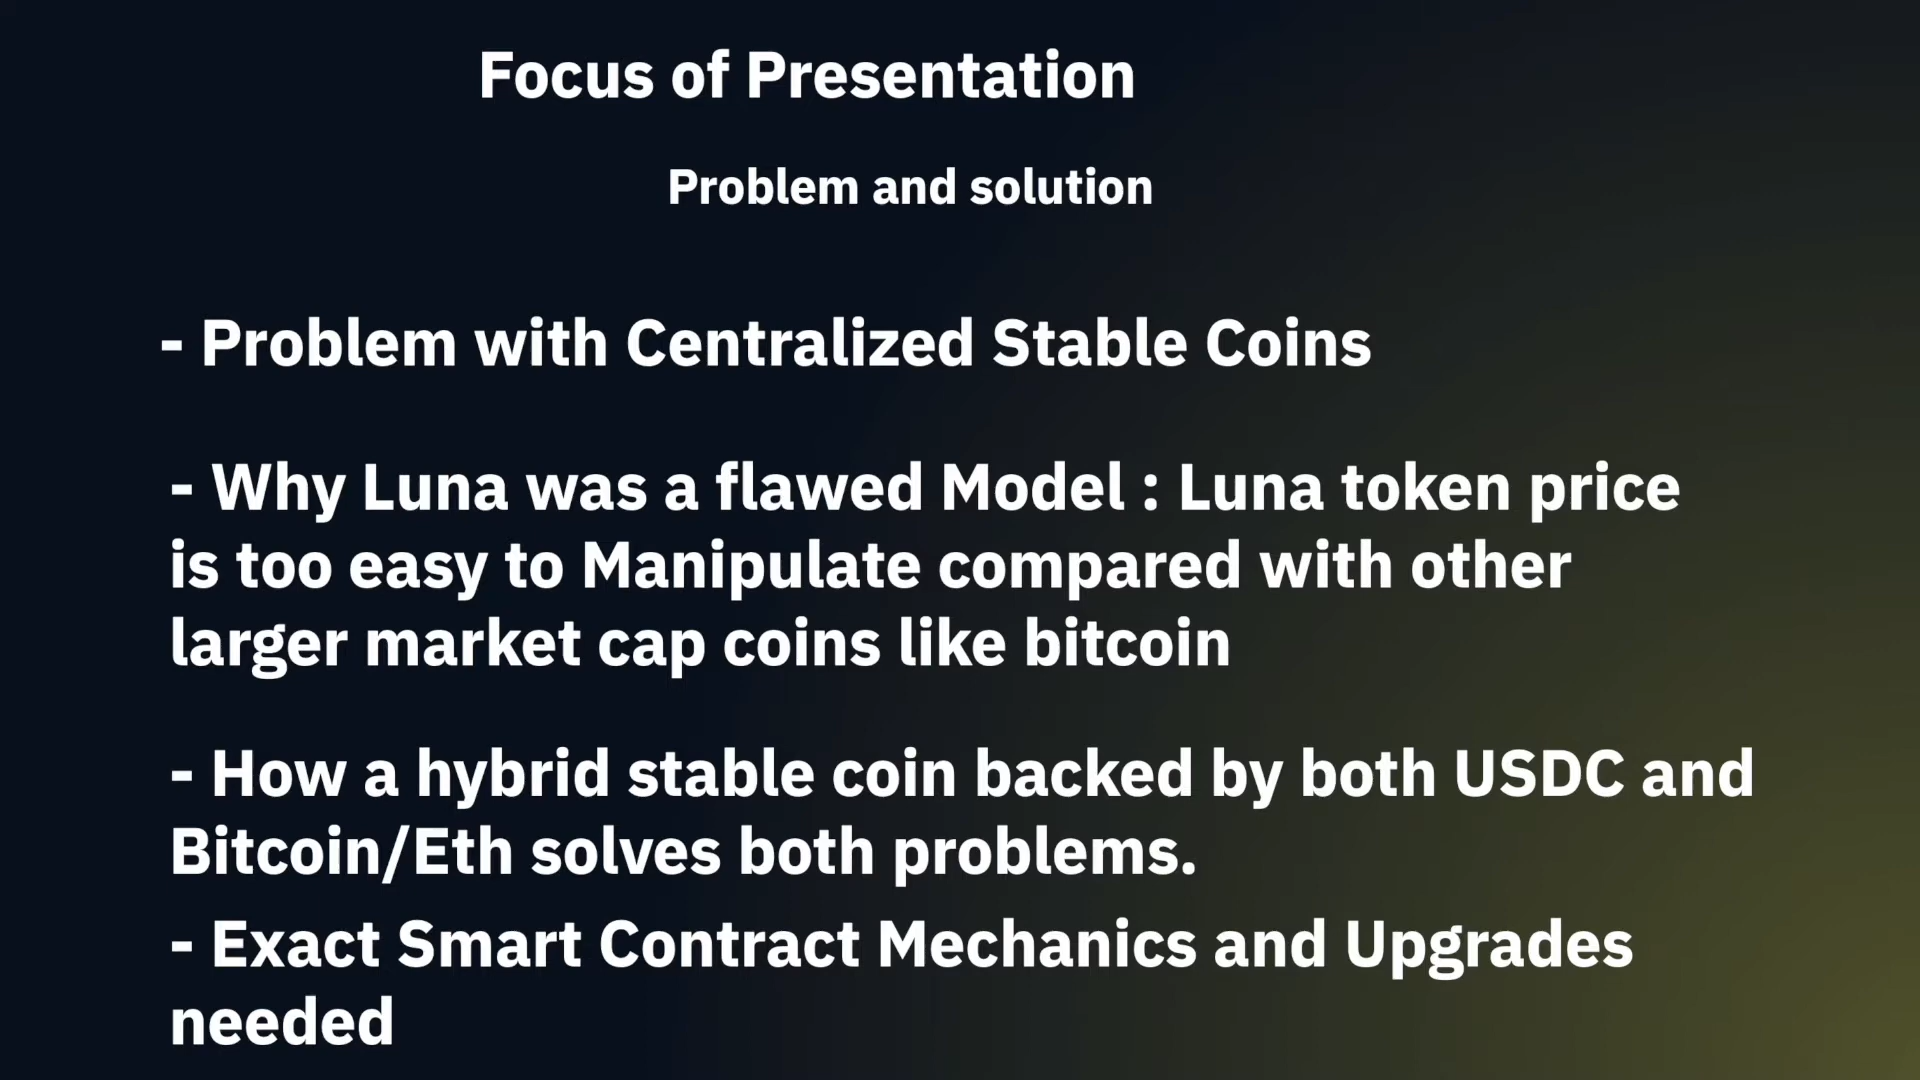 Focus of Presentation
Problem and solution
- Problem with Centralized Stable Coins
- Why Luna was a flawed Model : Luna token price
is too easy to Manipulate compared with other
larger market cap coins like bitcoin
- How a hybrid stable coin backed by both USDC and
Bitcoin/Eth solves both problems.
- Exact Smart Contract Mechanics and Upgrades
needed